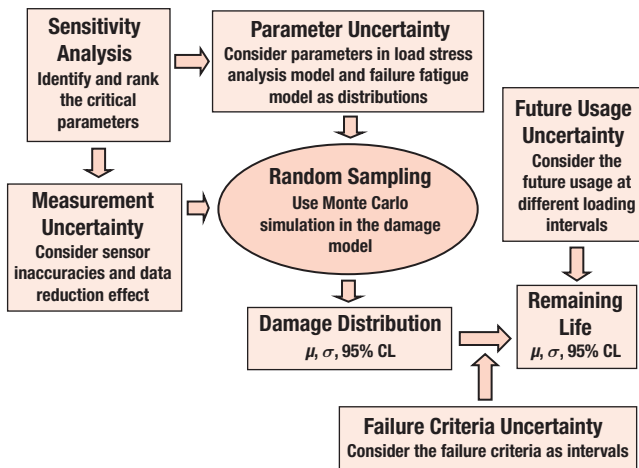 Sensitivity
Analysis
Identify and rank
the critical
parameters
Parameter Uncertainty
Consider parameters in load stress
analysis model and failure fatigue
model as distributions
Future Usage
Uncertainty
Consider the
future usage at
different loading
intervals
Measurement
Uncertainty
Consider sensor
inaccuracies and data
reduction effect
Random Sampling
Use Monte Carlo
simulation in the damage
model
Damage Distribution
μ, σ, 95% CL
Remaining
Life
μ, σ, 95% CL
Failure Criteria Uncertainty
Consider the failure criteria as intervals